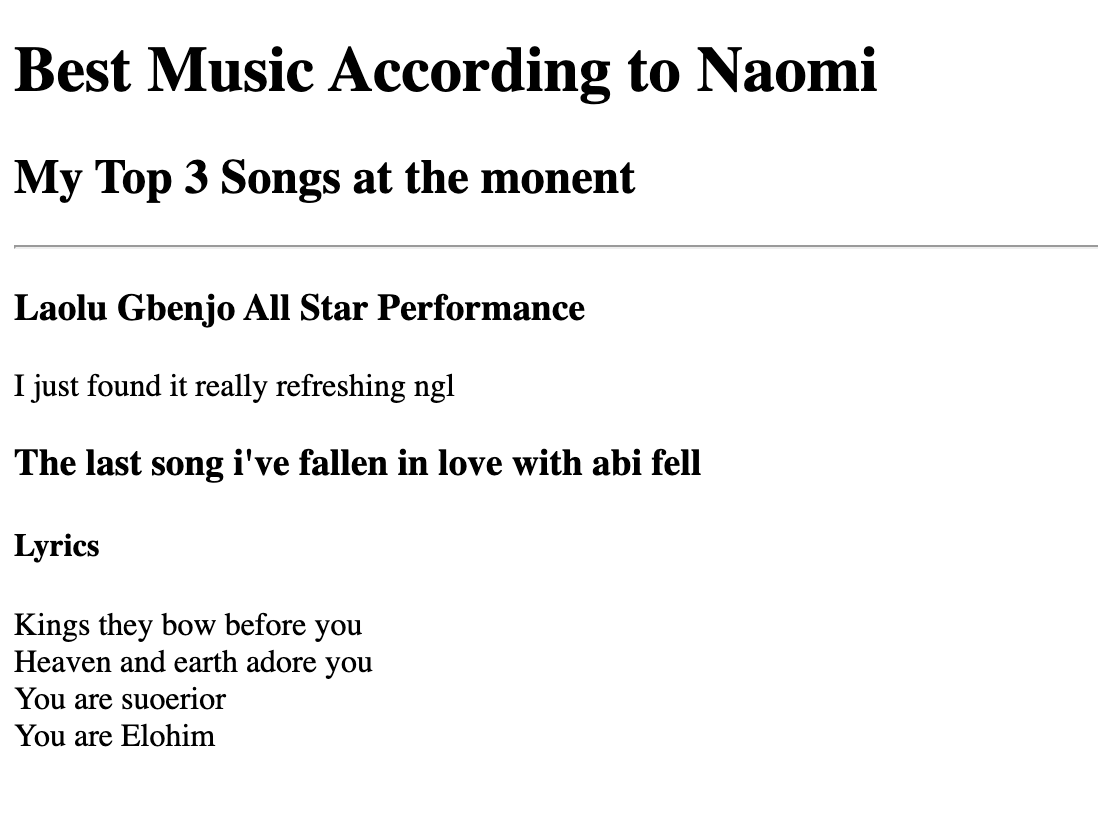 Best Music According to Naomi
My Top 3 Songs at the monent
Laolu Gbenjo All Star Performance
I just found it really refreshing ngl
The last song i've fallen in love with abi fell
Lyrics
Kings they bow before you
Heaven and earth adore you
You are suoerior
You are Elohim